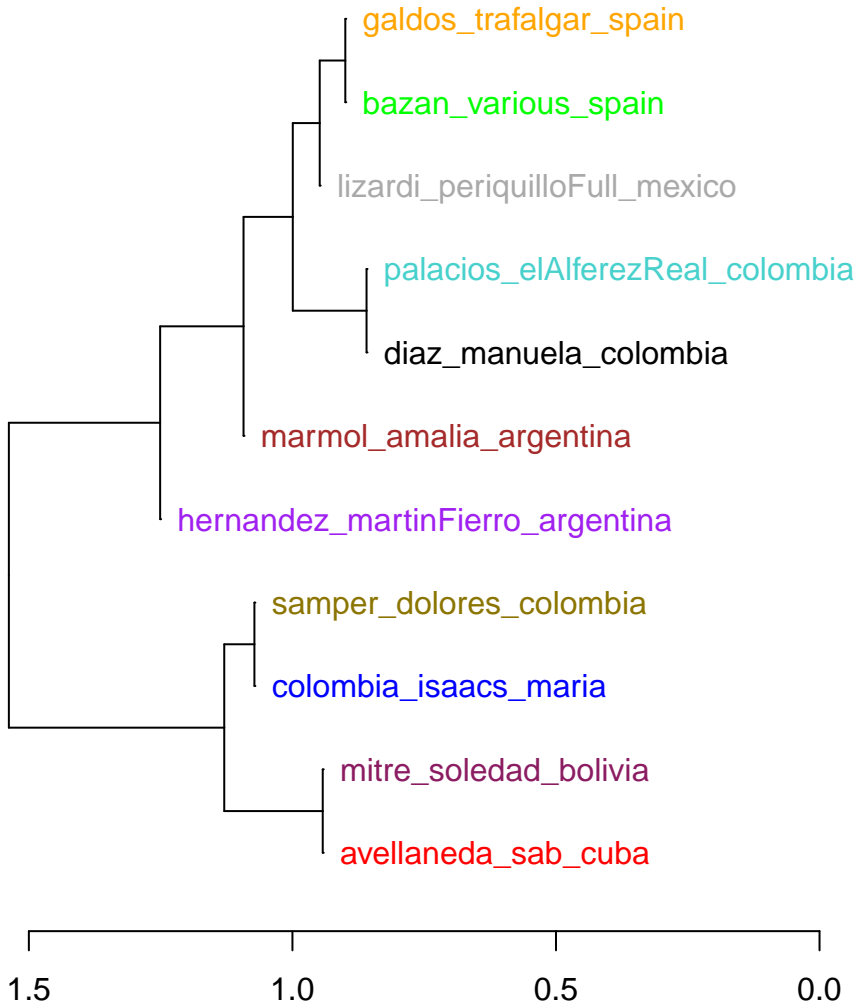 galdos_trafalgar_spain
bazan_various_spain
lizardi_periquilloFull_mexico
palacios_elAlferezReal_colombia
diaz_manuela_colombia
marmol_amalia_argentina
hernandez_martinFierro_argentina
samper_dolores_colombia
colombia_isaacs_maria
mitre_soledad_bolivia
avellaneda_sab_cuba
1.5 1.0 0.5 0.0